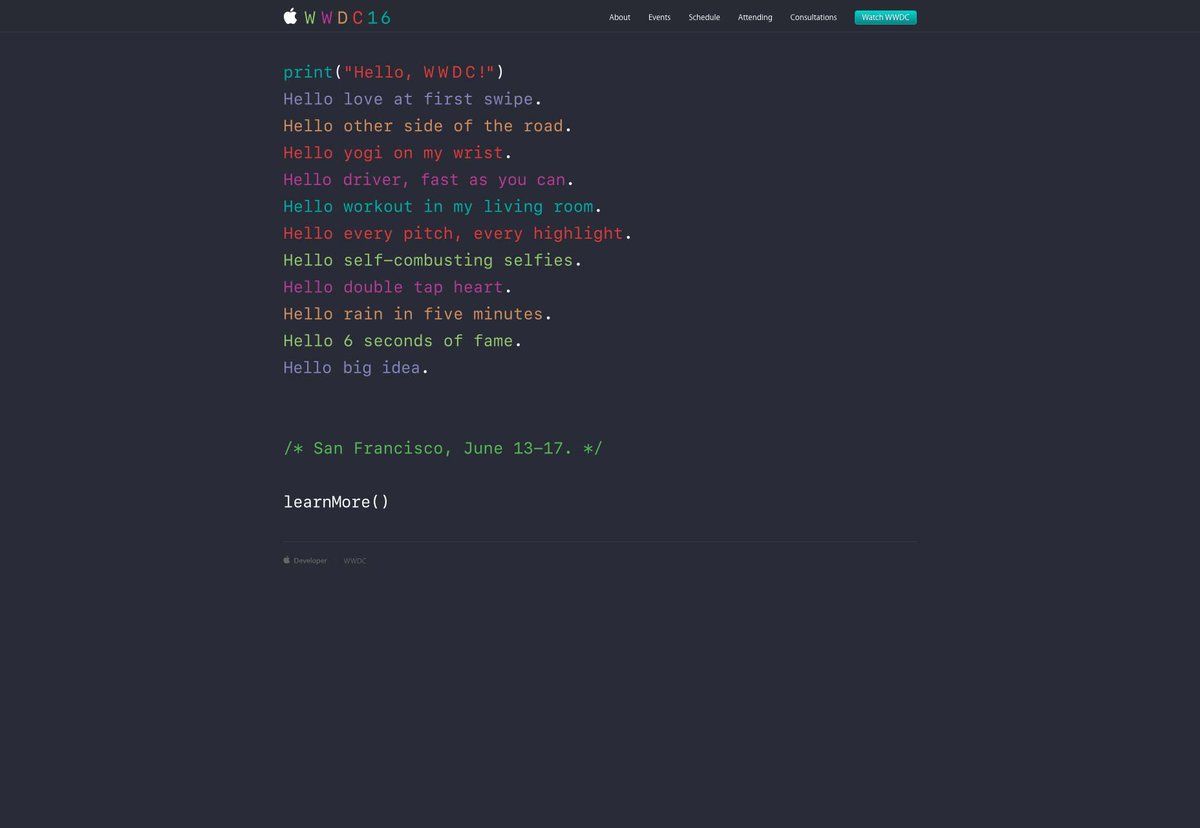 WWDC16
About Events Schedule Attending Consultations Watch WWDC
print("Hello, WWDC!")
Hello love at first swipe.
Hello other side of the road.
Hello yogi on my wrist.
Hello driver, fast as you can.
Hello workout in my living room.
Hello every pitch, every highlight.
Hello self-combusting selfies.
Hello double tap heart.
Hello rain in five minutes.
Hello 6 seconds of fame.
Hello big idea.
/* San Francisco, June 13-17. */
learnMore()
Developer WWDC